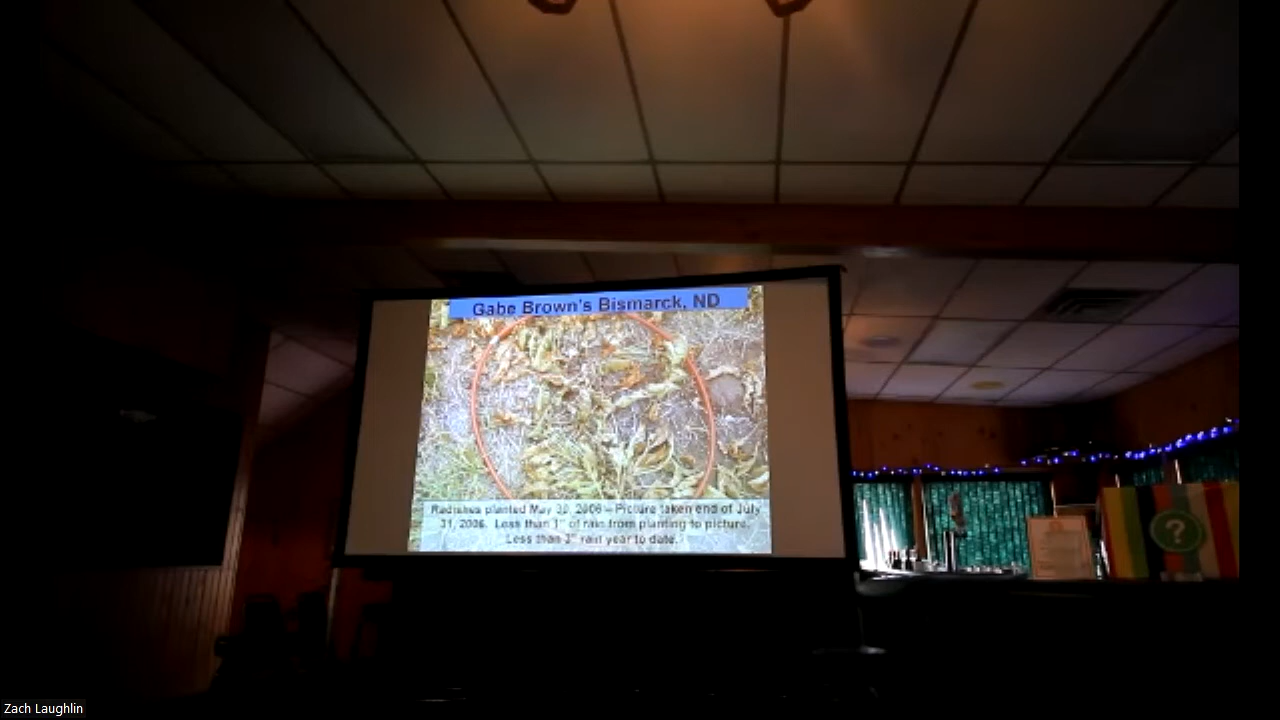 Gabe Brown's Bismarck, ND
Radishes planted May 30, 2006 – Picture taken end of July
31, 2006. Less than 1" of rain from planting to picture.
Less than 3" rain year to date.
?
Zach Laughlin